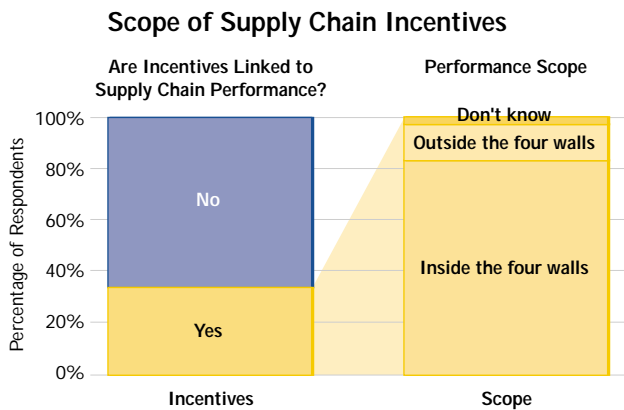 Scope of Supply Chain Incentives
Are Incentives Linked to
Supply Chain Performance?
Performance Scope
Percentage of Respondents
100%
80%
60%
40%
20%
0%
No
Yes
Don't know
Outside the four walls
Inside the four walls
Incentives
Scope